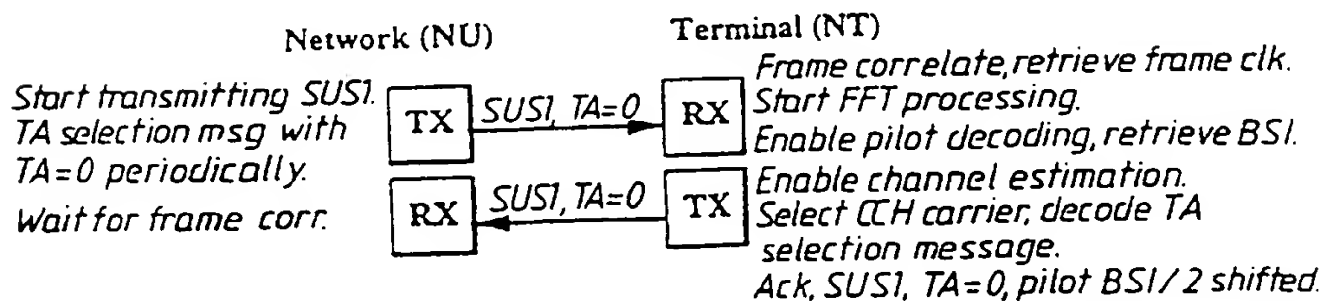 Network (NU)
Terminal (NT)
Start transmitting SUS1.
TA selection msg with
TA=0 periodically.
Wait for frame corr.
TX
SUS1, TA=0
RX
RX
SUS1, TA=0
TX
Frame correlate, retrieve frame clk.
Start FFT processing.
Enable pilot decoding, retrieve BSI.
Enable channel estimation.
Select CCH carrier, decode TA
selection message.
Ack, SUS1, TA=0, pilot BSI/2 shifted.